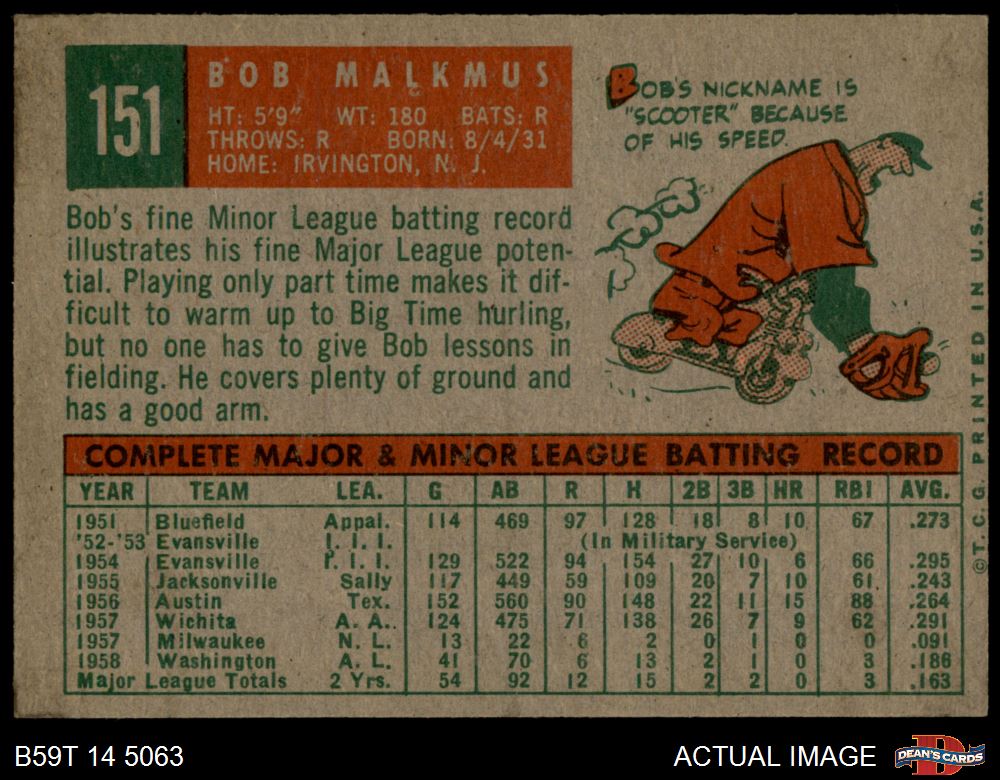 151
BOB MALKMUS
HT: 5'9" WT: 180 BATS: R
THROWS: R BORN: 8/4/31
HOME: IRVINGTON, N. J.
BOB'S NICKNAME IS
"SCOOTER" BECAUSE
OF HIS SPEED.
Bob's fine Minor League batting record
illustrates his fine Major League poten-
tial. Playing only part time makes it dif-
ficult to warm up to Big Time hurling,
but no one has to give Bob lessons in
fielding. He covers plenty of ground and
has a good arm.
COMPLETE MAJOR & MINOR LEAGUE BATTING RECORD
YEAR TEAM LEA. G AB R H 2B 3B HR RBI AVG.
1951 Bluefield Appal. 114 469 97 128 18 8 10 67 .273
'52-'53 Evansville I. I. I. (In Military Service)
1954 Evansville I. I. I. 129 522 94 154 27 10 6 66 .295
1955 Jacksonville Sally 117 449 59 109 20 7 10 61 .243
1956 Austin Tex. 152 560 90 148 22 11 15 88 .264
1957 Wichita A. A. 124 475 71 138 26 7 9 62 .291
1957 Milwaukee N. L. 13 22 6 2 0 1 0 0 .091
1958 Washington A. L. 41 70 6 13 2 1 0 3 .186
Major League Totals 2 Yrs. 54 92 12 15 2 2 0 3 .163
©T. C. G. PRINTED IN U.S.A.
B59T 14 5063
ACTUAL IMAGE
DEAN'S CARDS